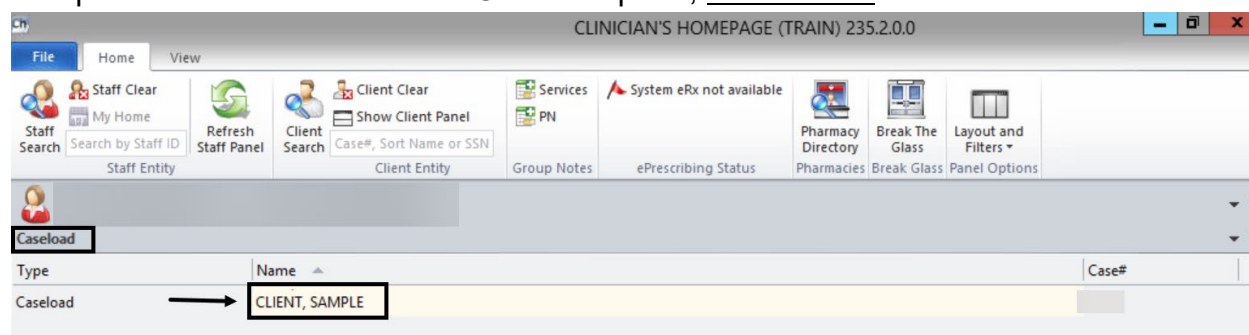 Ch
CLINICIAN'S HOMEPAGE (TRAIN) 235.2.0.0
File Home View
Staff Search
Staff Clear
My Home
Search by Staff ID
Staff Entity
Refresh Staff Panel
Client Search
Client Clear
Show Client Panel
Case#, Sort Name or SSN
Client Entity
Services
PN
Group Notes
System eRx not available
ePrescribing Status
Pharmacy Directory
Pharmacies
Break The Glass
Break Glass
Layout and Filters
Panel Options
Caseload
Type Name Case#
Caseload CLIENT, SAMPLE